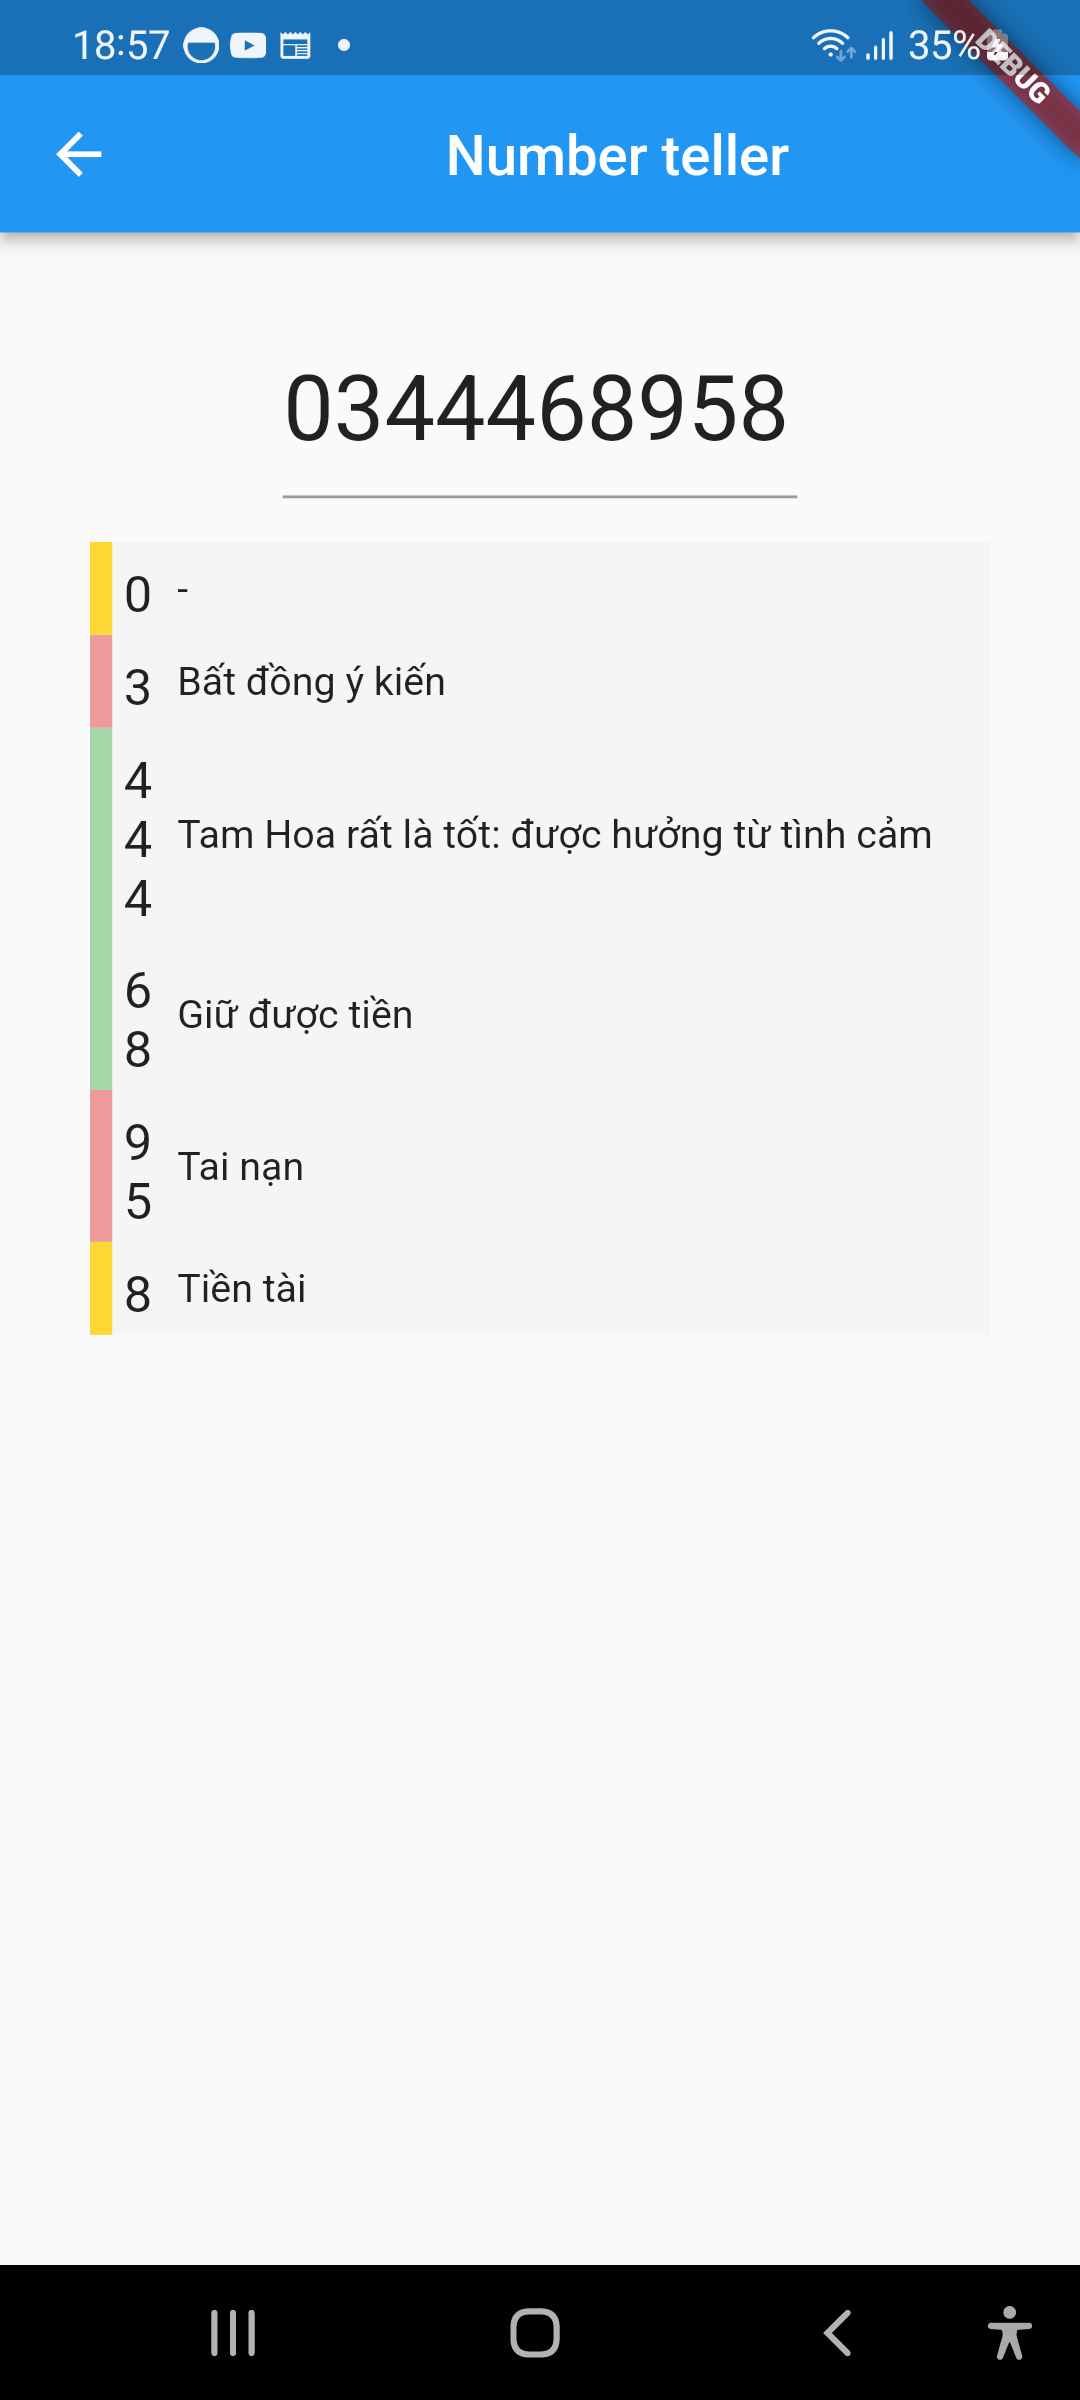 18:57
35%
DEBUG
Number teller
0344468958
0 -
3 Bất đồng ý kiến
4
4 Tam Hoa rất là tốt: được hưởng từ tình cảm
4
6
Giữ được tiền
8
9
Tai nạn
5
8 Tiền tài